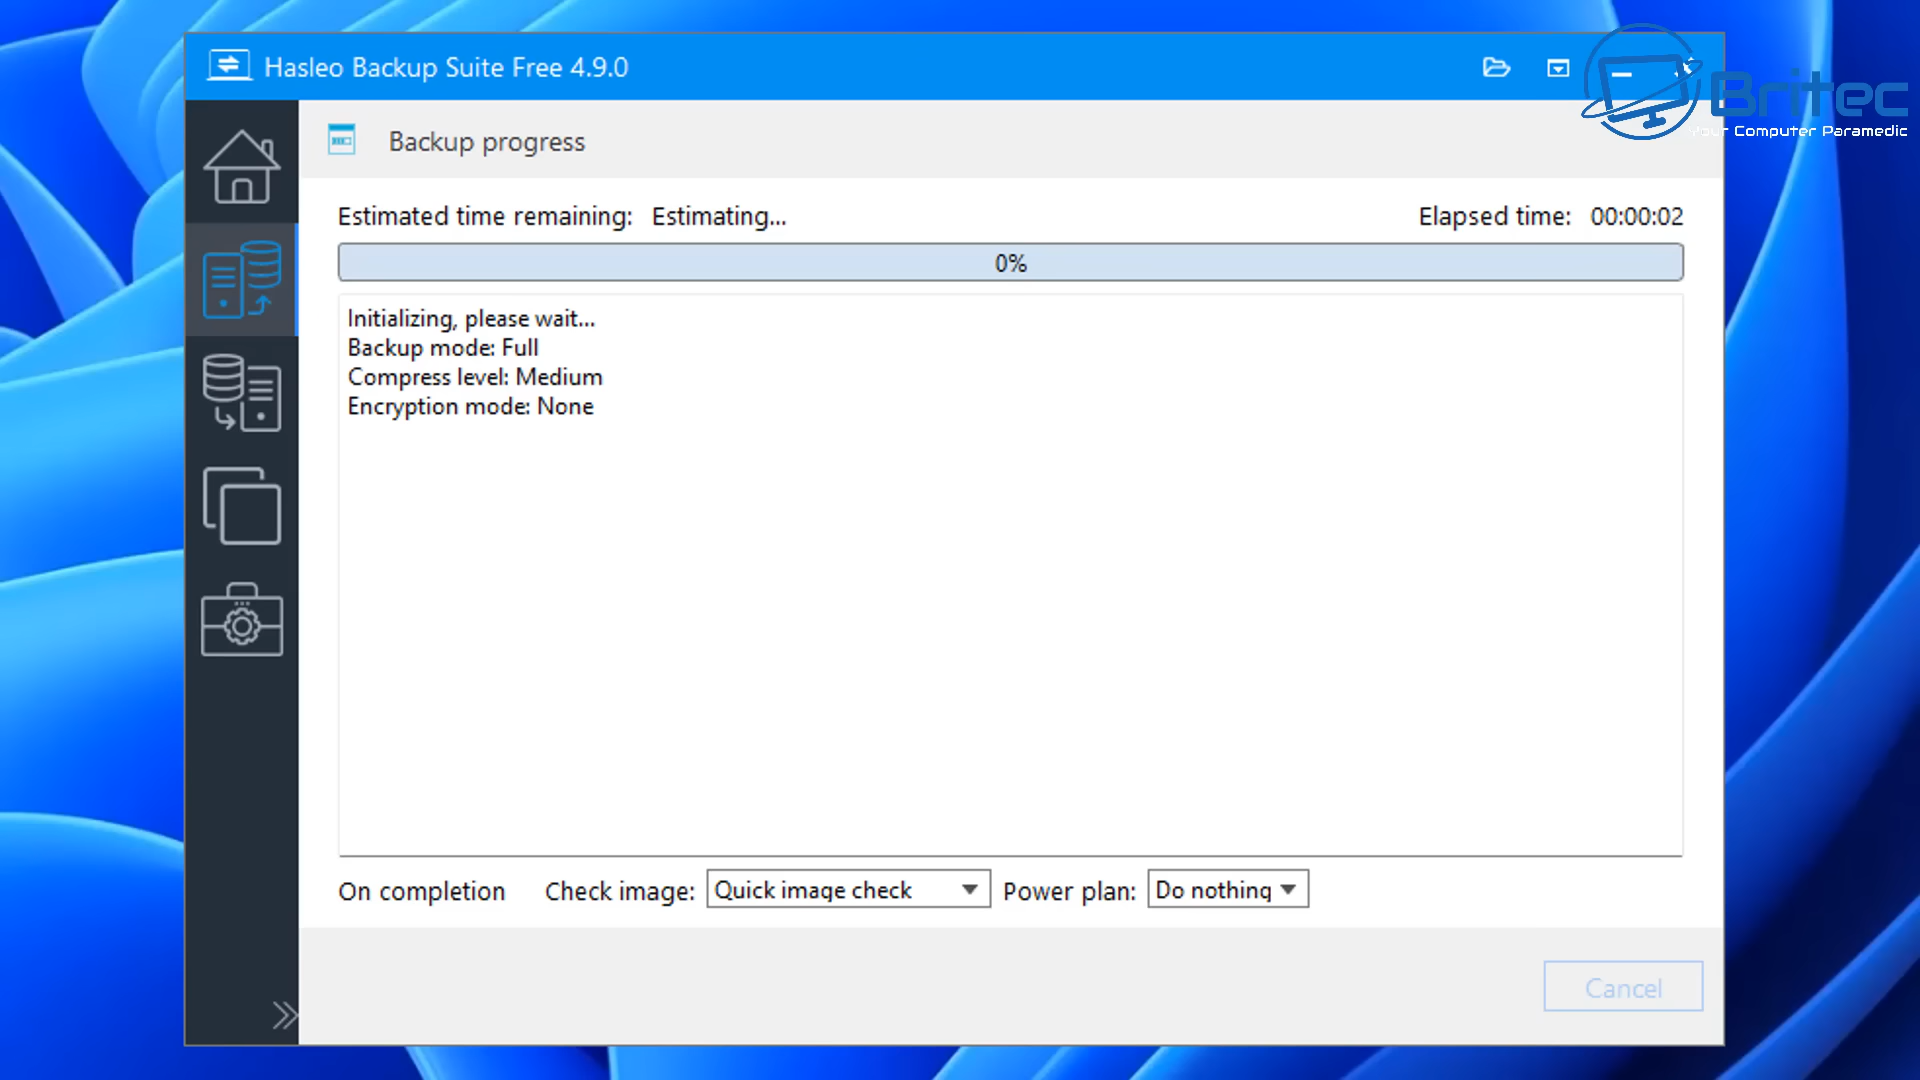 Hasleo Backup Suite Free 4.9.0
Britec
Your Computer Paramedic
Backup progress
Estimated time remaining: Estimating... Elapsed time: 00:00:02
0%
Initializing, please wait...
Backup mode: Full
Compress level: Medium
Encryption mode: None
On completion Check image: Quick image check Power plan: Do nothing
Cancel